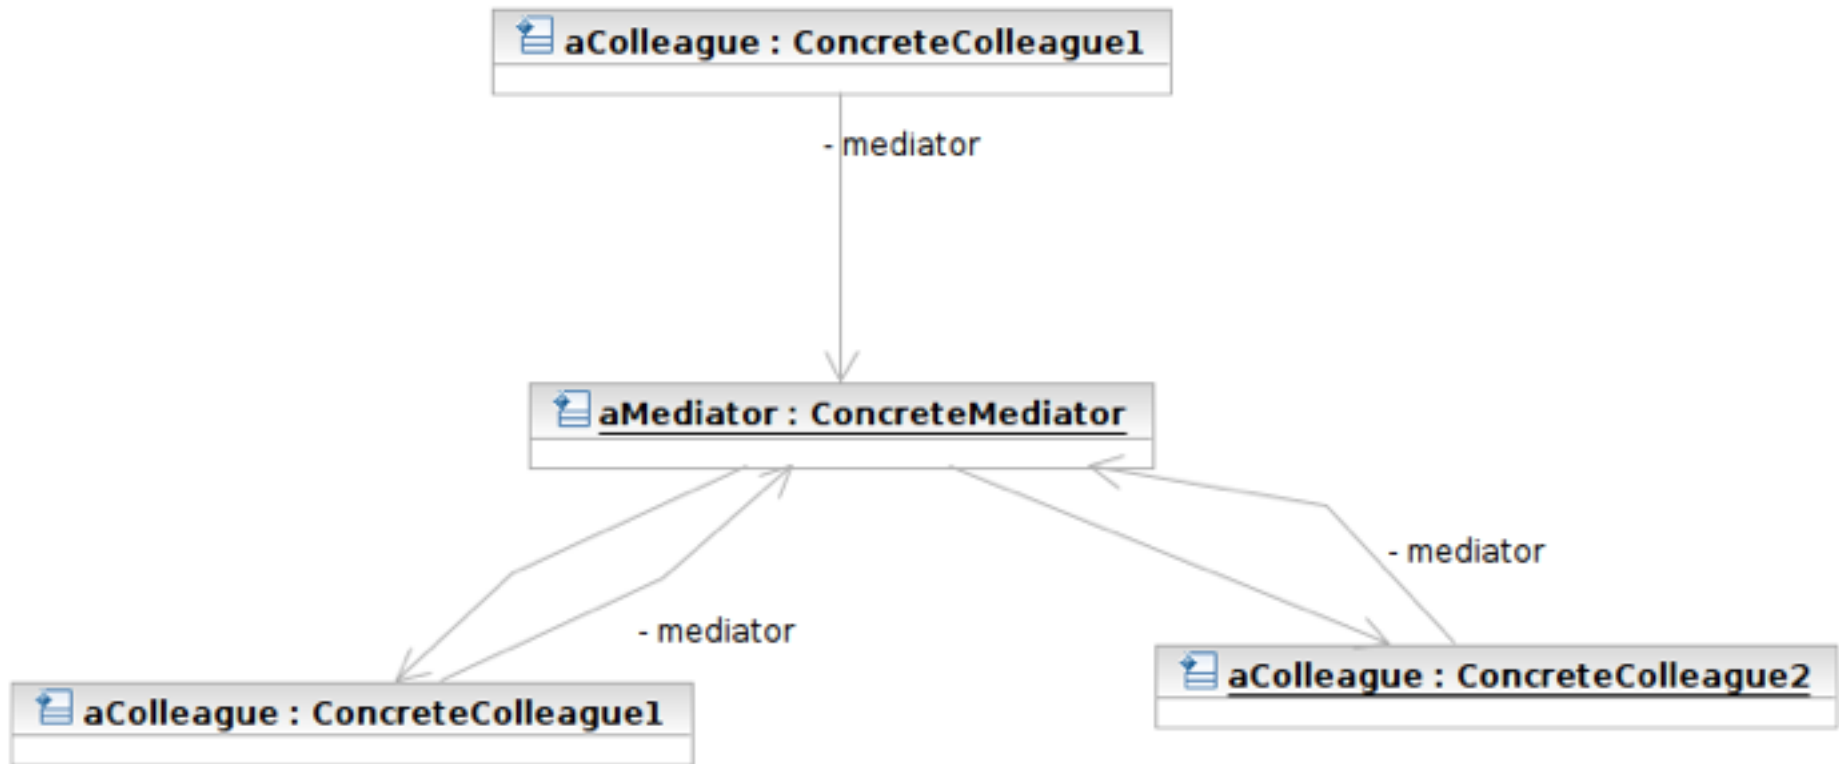 aColleague : ConcreteColleague1
- mediator
aMediator : ConcreteMediator
- mediator
- mediator
aColleague : ConcreteColleague2
aColleague : ConcreteColleague1